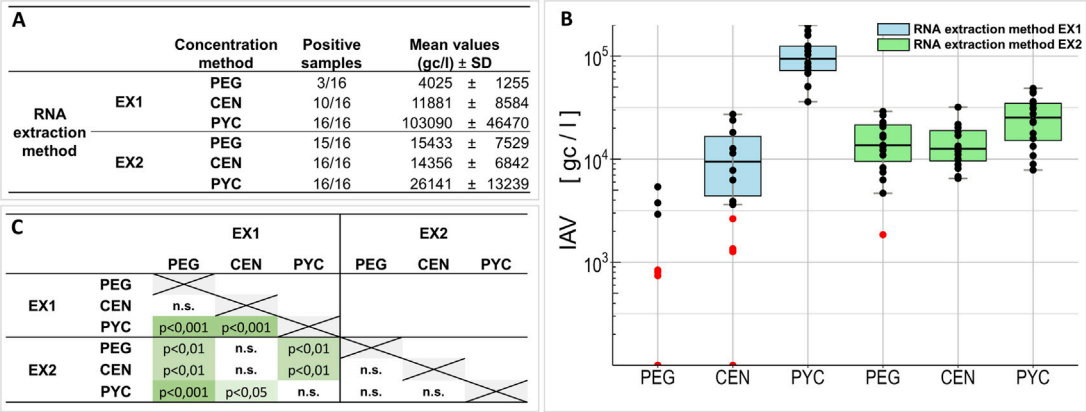 A
Concentration method Positive samples Mean values (gc/l) ± SD
RNA extraction method
EX1
PEG 3/16 4025 ± 1255
CEN 10/16 11881 ± 8584
PYC 16/16 103090 ± 46470
EX2
PEG 15/16 15433 ± 7529
CEN 16/16 14356 ± 6842
PYC 16/16 26141 ± 13239
B
RNA extraction method EX1
RNA extraction method EX2
IAV [ gc / l ]
10^5
10^4
10^3
PEG CEN PYC PEG CEN PYC
C
EX1 EX2
PEG CEN PYC PEG CEN PYC
EX1
PEG
CEN n.s.
PYC p<0,001 p<0,001
EX2
PEG p<0,01 n.s. p<0,01
CEN p<0,01 n.s. p<0,01 n.s.
PYC p<0,001 p<0,05 n.s. n.s. n.s.